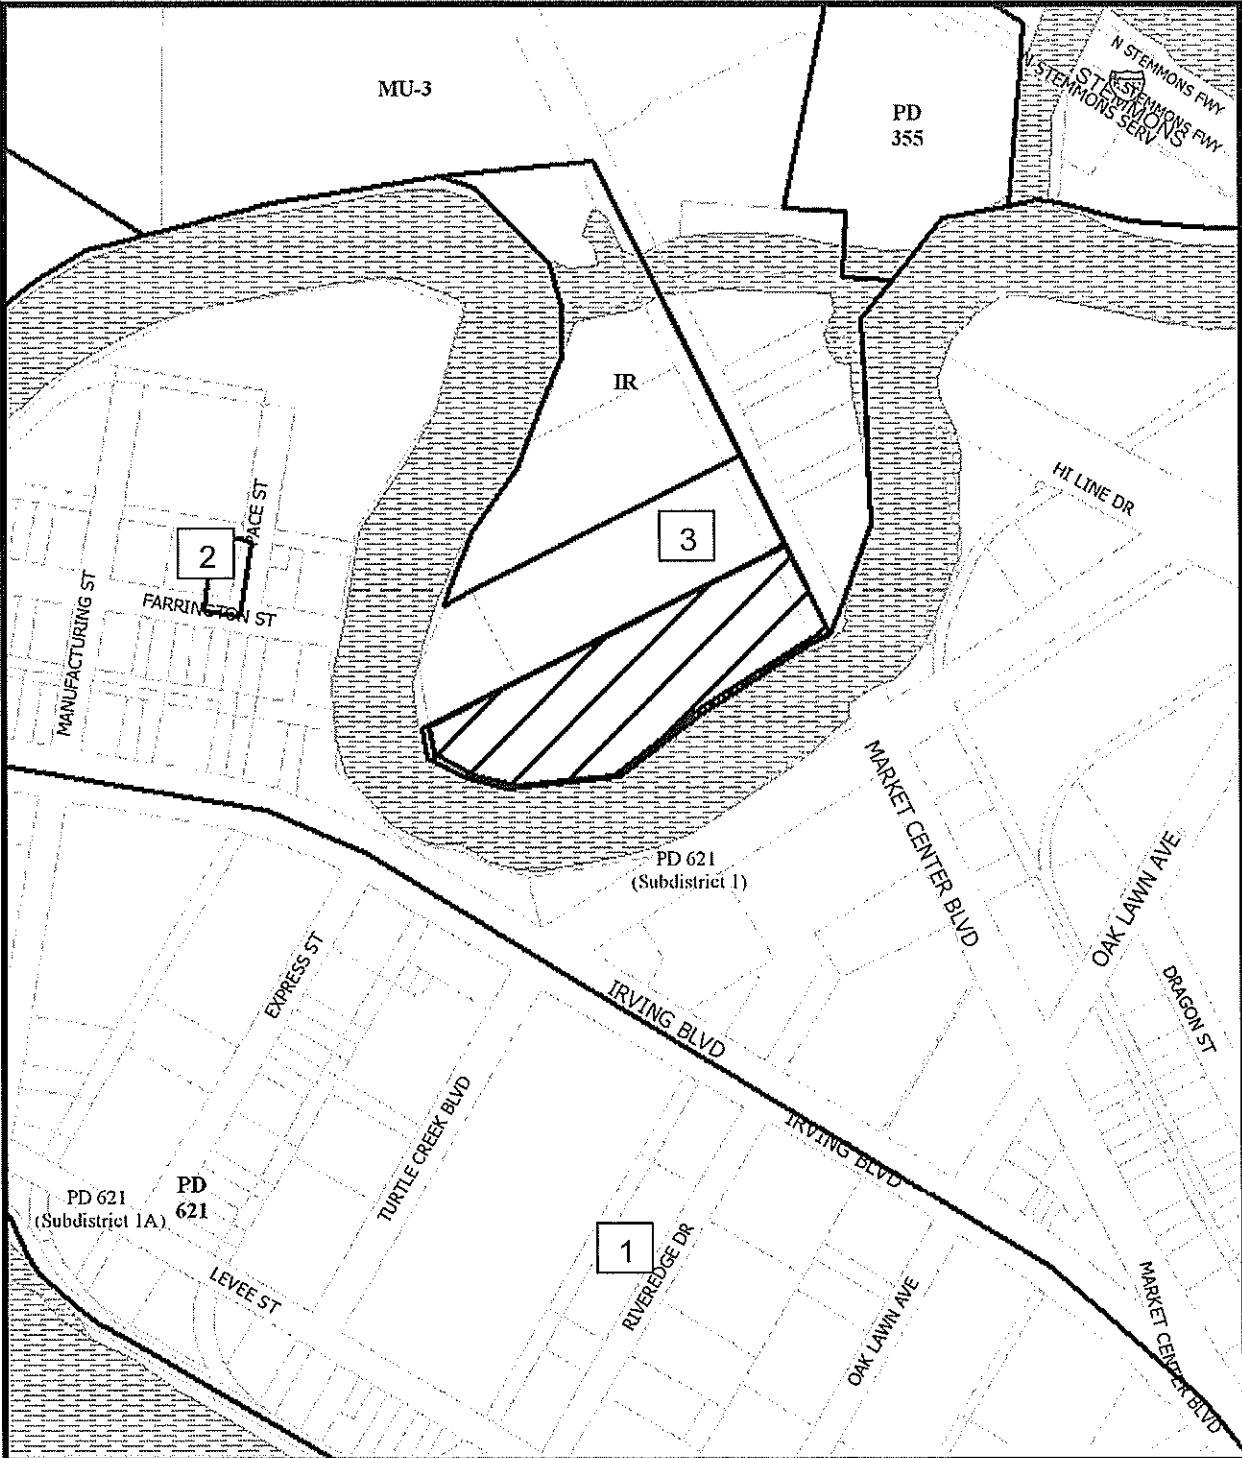 MU-3
N STEMMONS FWY
N STEMMONS SERV
STEMMONS
STEMMONS FWY
PD
355
IR
HI LINE DR
PACE ST
3
2
FARRINGTON ST
MANUFACTURING ST
MARKET CENTER BLVD
OAK LAWN AVE
PD 621
(Subdistrict 1)
EXPRESS ST
DRAGON ST
IRVING BLVD
IRVING BLVD
TURTLE CREEK BLVD
PD 621
(Subdistrict 1A)
PD
621
1
RIVEREDGE DR
LEVEE ST
OAK LAWN AVE
MARKET CENTER BLVD